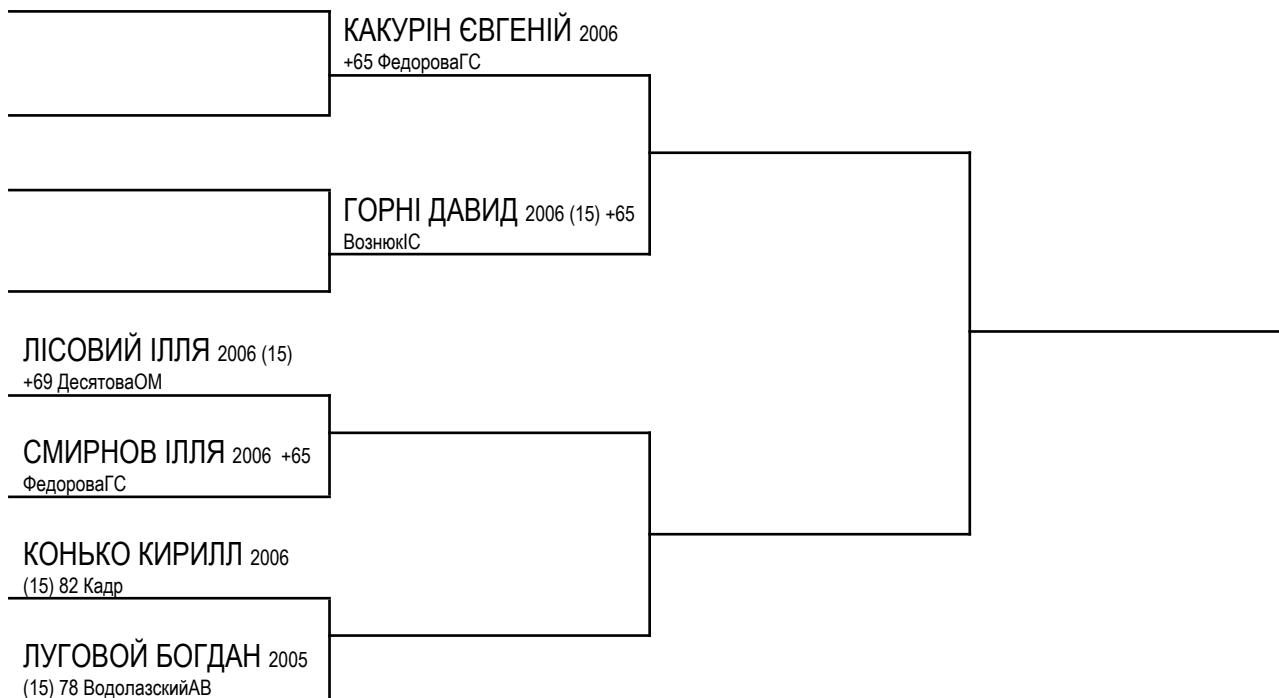 КАКУРІН ЄВГЕНІЙ 2006
+65 ФедороваГС
ГОРНІ ДАВИД 2006 (15) +65
ВознюкІС
ЛІСОВИЙ ІЛЛЯ 2006 (15)
+69 ДесятоваОМ
СМИРНОВ ІЛЛЯ 2006 +65
ФедороваГС
КОНЬКО КИРИЛЛ 2006
(15) 82 Кадр
ЛУГОВОЙ БОГДАН 2005
(15) 78 ВодолазскийАВ